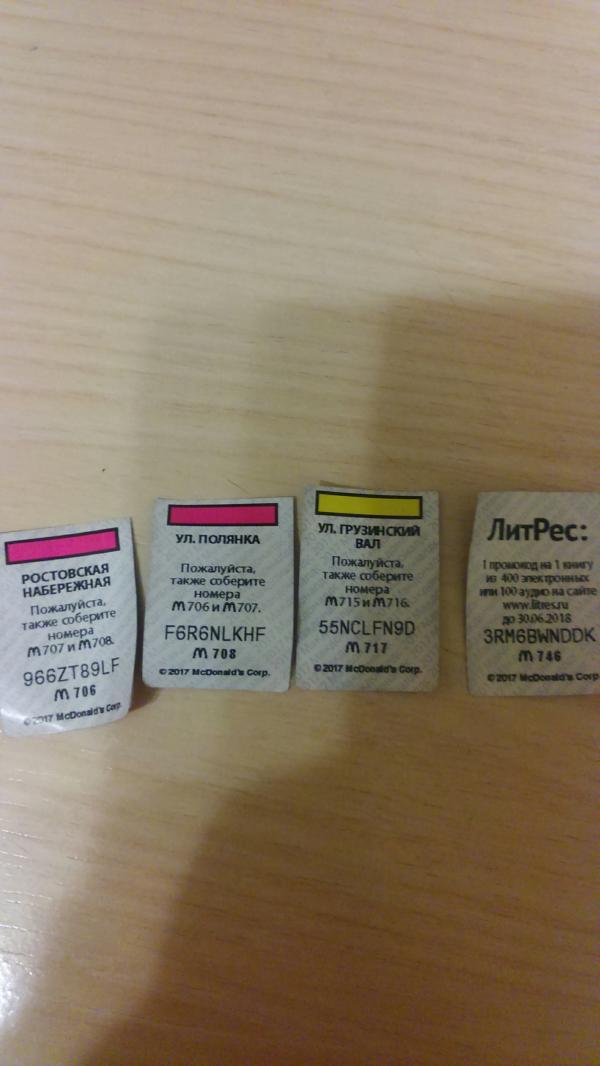 РОСТОВСКАЯ
НАБЕРЕЖНАЯ
Пожалуйста,
также соберите
номера
M707 и M708.
966ZT89LF
M 706
©2017 McDonald's Corp.
УЛ. ПОЛЯНКА
Пожалуйста,
также соберите
номера
M706 и M707.
F6R6NLKHF
M 708
©2017 McDonald's Corp.
УЛ. ГРУЗИНСКИЙ
ВАЛ
Пожалуйста,
также соберите
номера
M715 и M716.
55NCLFN9D
M 717
©2017 McDonald's Corp.
ЛитРес:
1 промокод на 1 книгу
из 400 электронных
или 100 аудио на сайте
www.litres.ru
до 30.06.2018
3RM6BWNDDK
M 746
©2017 McDonald's Corp